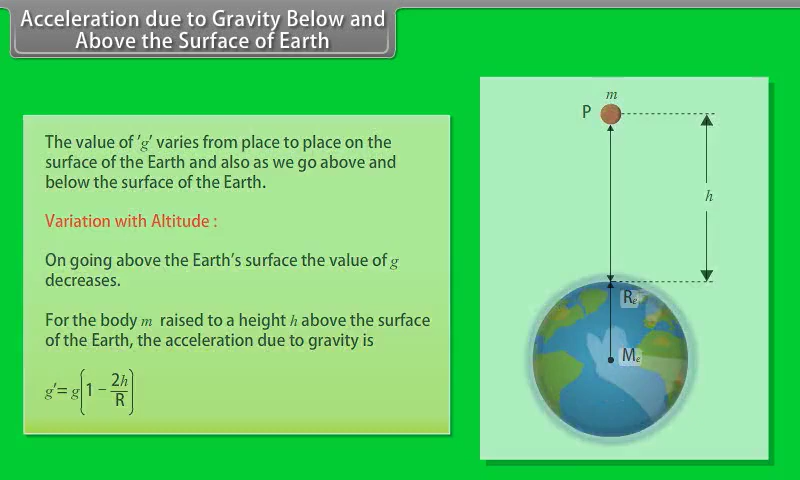 Acceleration due to Gravity Below and
Above the Surface of Earth
The value of 'g' varies from place to place on the
surface of the Earth and also as we go above and
below the surface of the Earth.
Variation with Altitude :
On going above the Earth's surface the value of g
decreases.
For the body m raised to a height h above the surface
of the Earth, the acceleration due to gravity is
g′= g(1 − 2h/R)
m
P
h
Rₑ
Mₑ